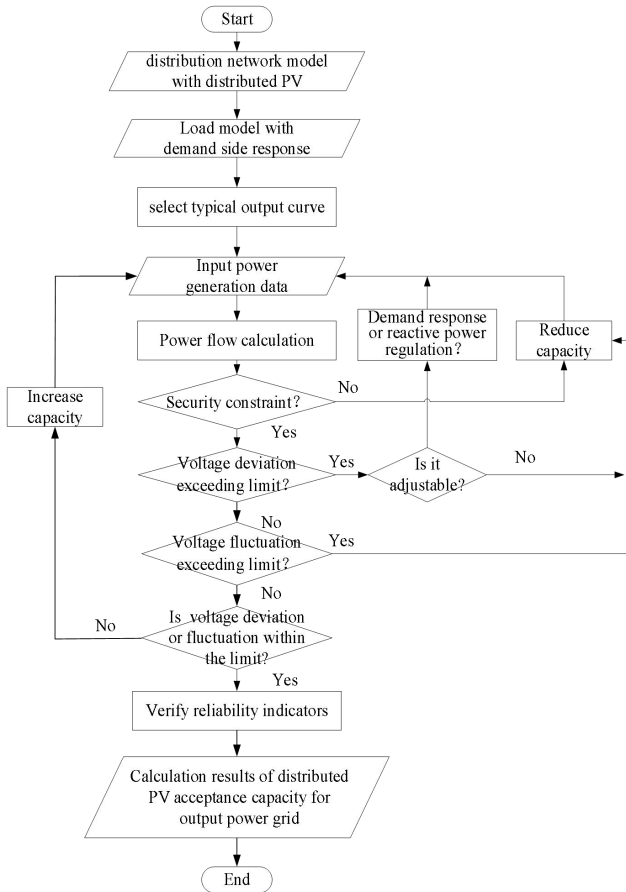 Start
distribution network model
with distributed PV
Load model with
demand side response
select typical output curve
Input power
generation data
Power flow calculation
Demand response
or reactive power
regulation?
Reduce
capacity
Increase
capacity
Security constraint?
No
Yes
Voltage deviation
exceeding limit?
Yes
Is it
adjustable?
No
No
Voltage fluctuation
exceeding limit?
Yes
No
Is voltage deviation
or fluctuation within
the limit?
No
Yes
Verify reliability indicators
Calculation results of distributed
PV acceptance capacity for
output power grid
End